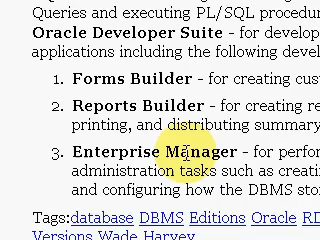 Queries and executing PL/SQL procedur
Oracle Developer Suite - for develop
applications including the following devel
1. Forms Builder - for creating cus
2. Reports Builder - for creating re
printing, and distributing summary
3. Enterprise Manager - for perfor
administration tasks such as creati
and configuring how the DBMS sto
Tags:database DBMS Editions Oracle RD
Versions Wade Harvey